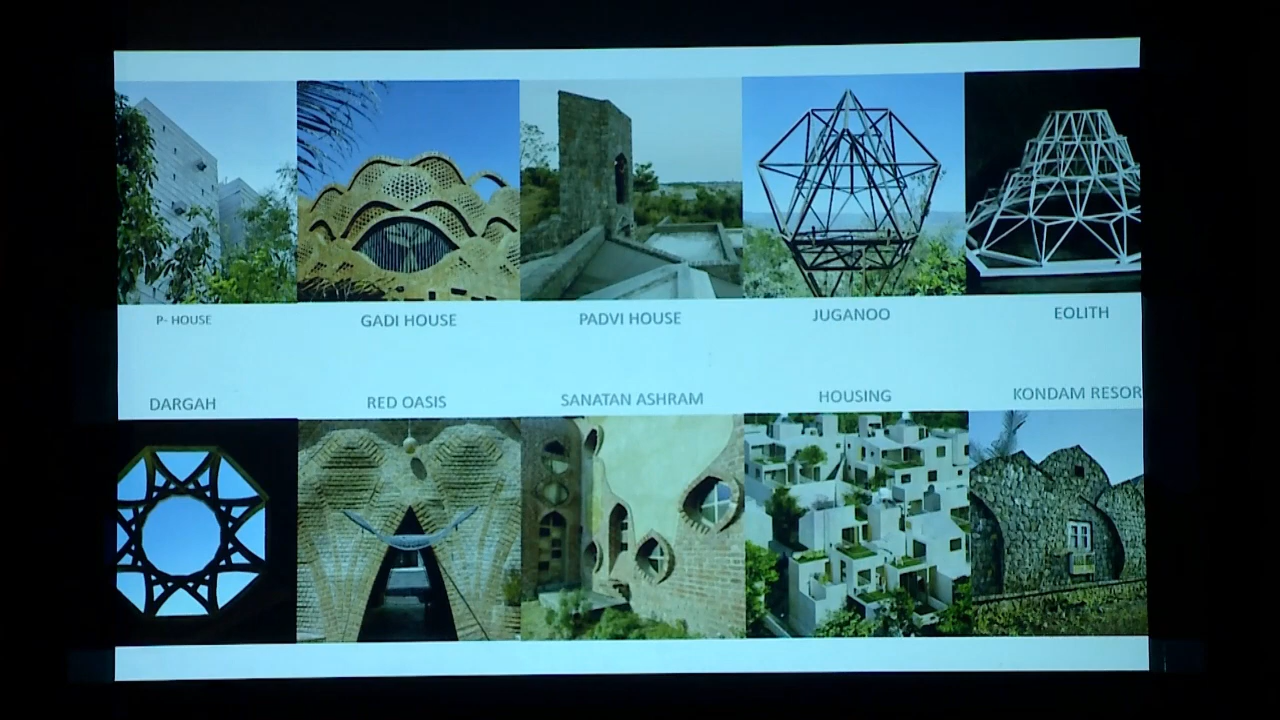 P- HOUSE
GADI HOUSE
PADVI HOUSE
JUGANOO
EOLITH
DARGAH
RED OASIS
SANATAN ASHRAM
HOUSING
KONDAM RESOR